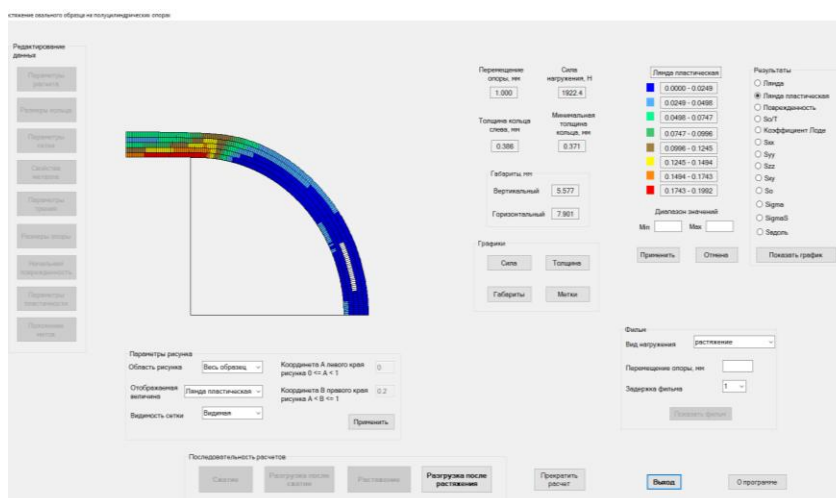 стяжение овального образца на полуцилиндрических опорах
Редактирование
данных
Параметры
расчета
Размеры кольца
Параметры
сетки
Свойства
металла
Параметры
трения
Размеры опоры
Начальная
поврежденность
Параметры
пластичности
Положение
меток
Перемещение
опоры, мм
1.000
Сила
нагружения, Н
1922.4
Толщина кольца
слева, мм
0.386
Минимальная
толщина
кольца, мм
0.371
Габариты, мм
Вертикальный 5.577
Горизонтальный 7.901
Графики
Сила Толщина
Габариты Метки
Лямда пластическая
0.0000 - 0.0249
0.0249 - 0.0498
0.0498 - 0.0747
0.0747 - 0.0996
0.0996 - 0.1245
0.1245 - 0.1494
0.1494 - 0.1743
0.1743 - 0.1992
Диапазон значений
Min Max
Применить Отмена
Результаты
Лямда
Лямда пластическая
Поврежденность
So/T
Коэффициент Лоде
Sxx
Syy
Szz
Sxy
So
Sigma
SigmaS
Sвдоль
Показать график
Параметры рисунка
Область рисунка Весь образец
Отображаемая
величина Лямда пластическая
Видимость сетки Видимая
Координата A левого края
рисунка 0 <= A < 1 0
Координата B правого края
рисунка A < B <= 1 0.2
Применить
Фильм
Вид нагружения растяжение
Перемещение опоры, мм
Задержка фильма 1
Показать фильм
Последовательность расчетов
Сжатие
Разгрузка после
сжатия
Растяжение
Разгрузка после
растяжения
Прекратить
расчет
Выход
О программе